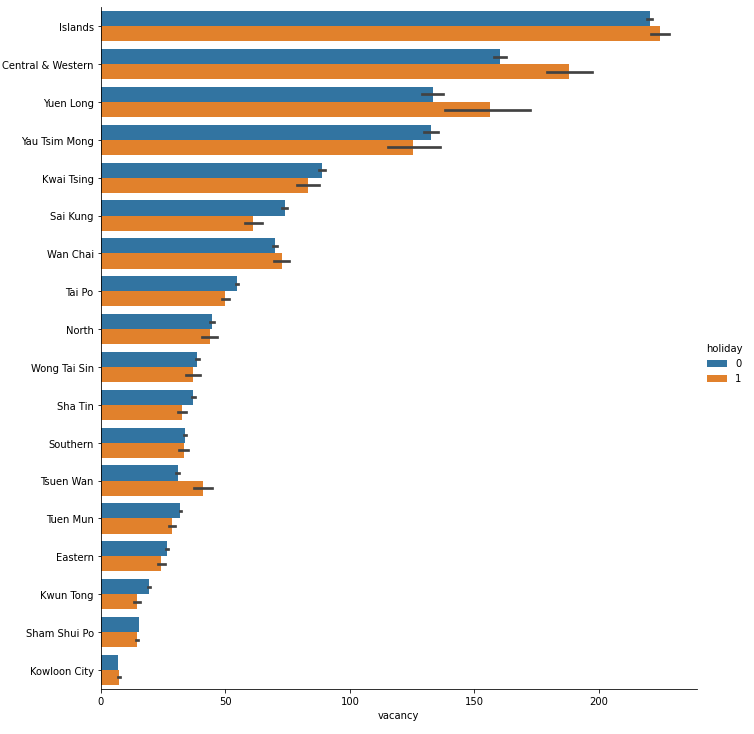 Islands
Central & Western
Yuen Long
Yau Tsim Mong
Kwai Tsing
Sai Kung
Wan Chai
Tai Po
North
Wong Tai Sin
Sha Tin
Southern
Tsuen Wan
Tuen Mun
Eastern
Kwun Tong
Sham Shui Po
Kowloon City
0 50 100 150 200
vacancy
holiday
0
1